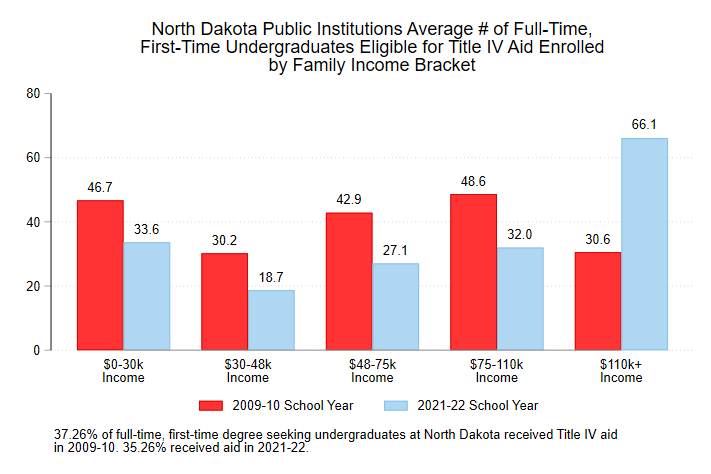 North Dakota Public Institutions Average # of Full-Time,
First-Time Undergraduates Eligible for Title IV Aid Enrolled
by Family Income Bracket
80
60
40
20
0
46.7
33.6
30.2
18.7
42.9
27.1
48.6
32.0
30.6
66.1
$0-30k
Income
$30-48k
Income
$48-75k
Income
$75-110k
Income
$110k+
Income
2009-10 School Year
2021-22 School Year
37.26% of full-time, first-time degree seeking undergraduates at North Dakota received Title IV aid
in 2009-10. 35.26% received aid in 2021-22.